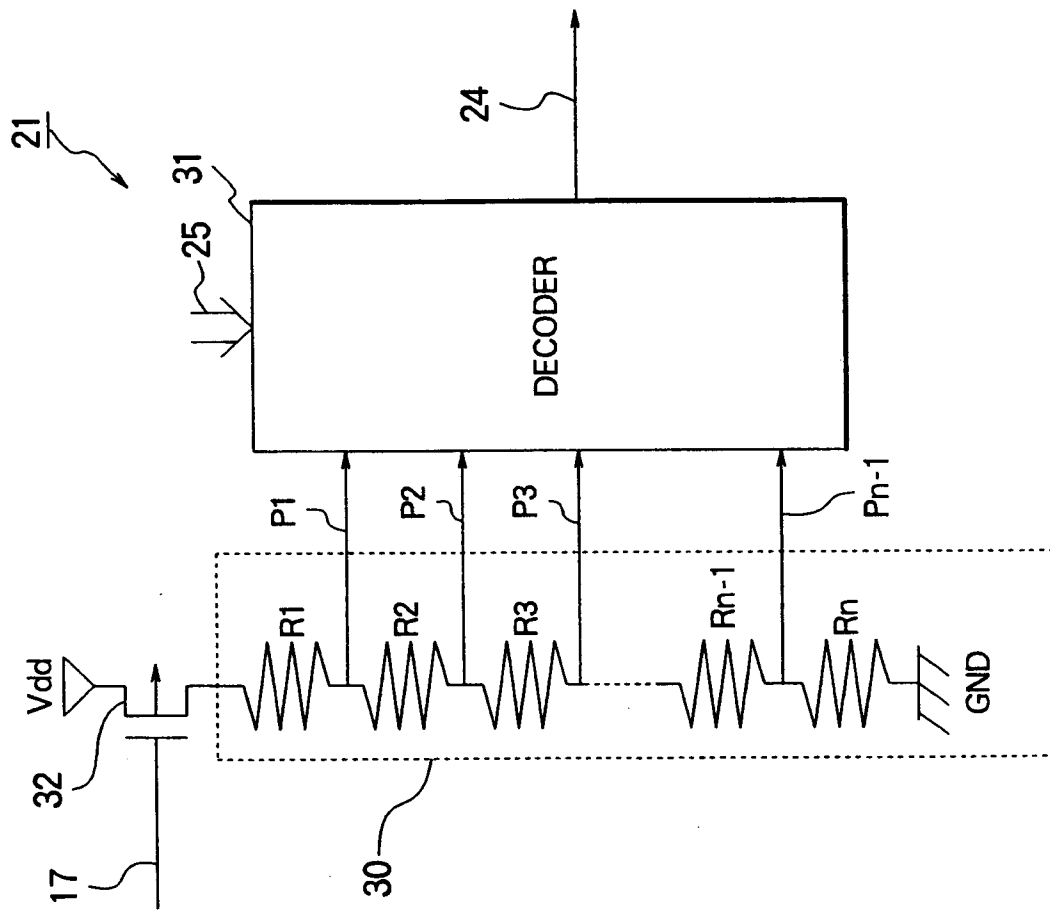 21
Vdd
32
17
31
25
24
R1
P1
R2
P2
R3
P3
DECODER
Rn-1
Rn
Pn-1
GND
30